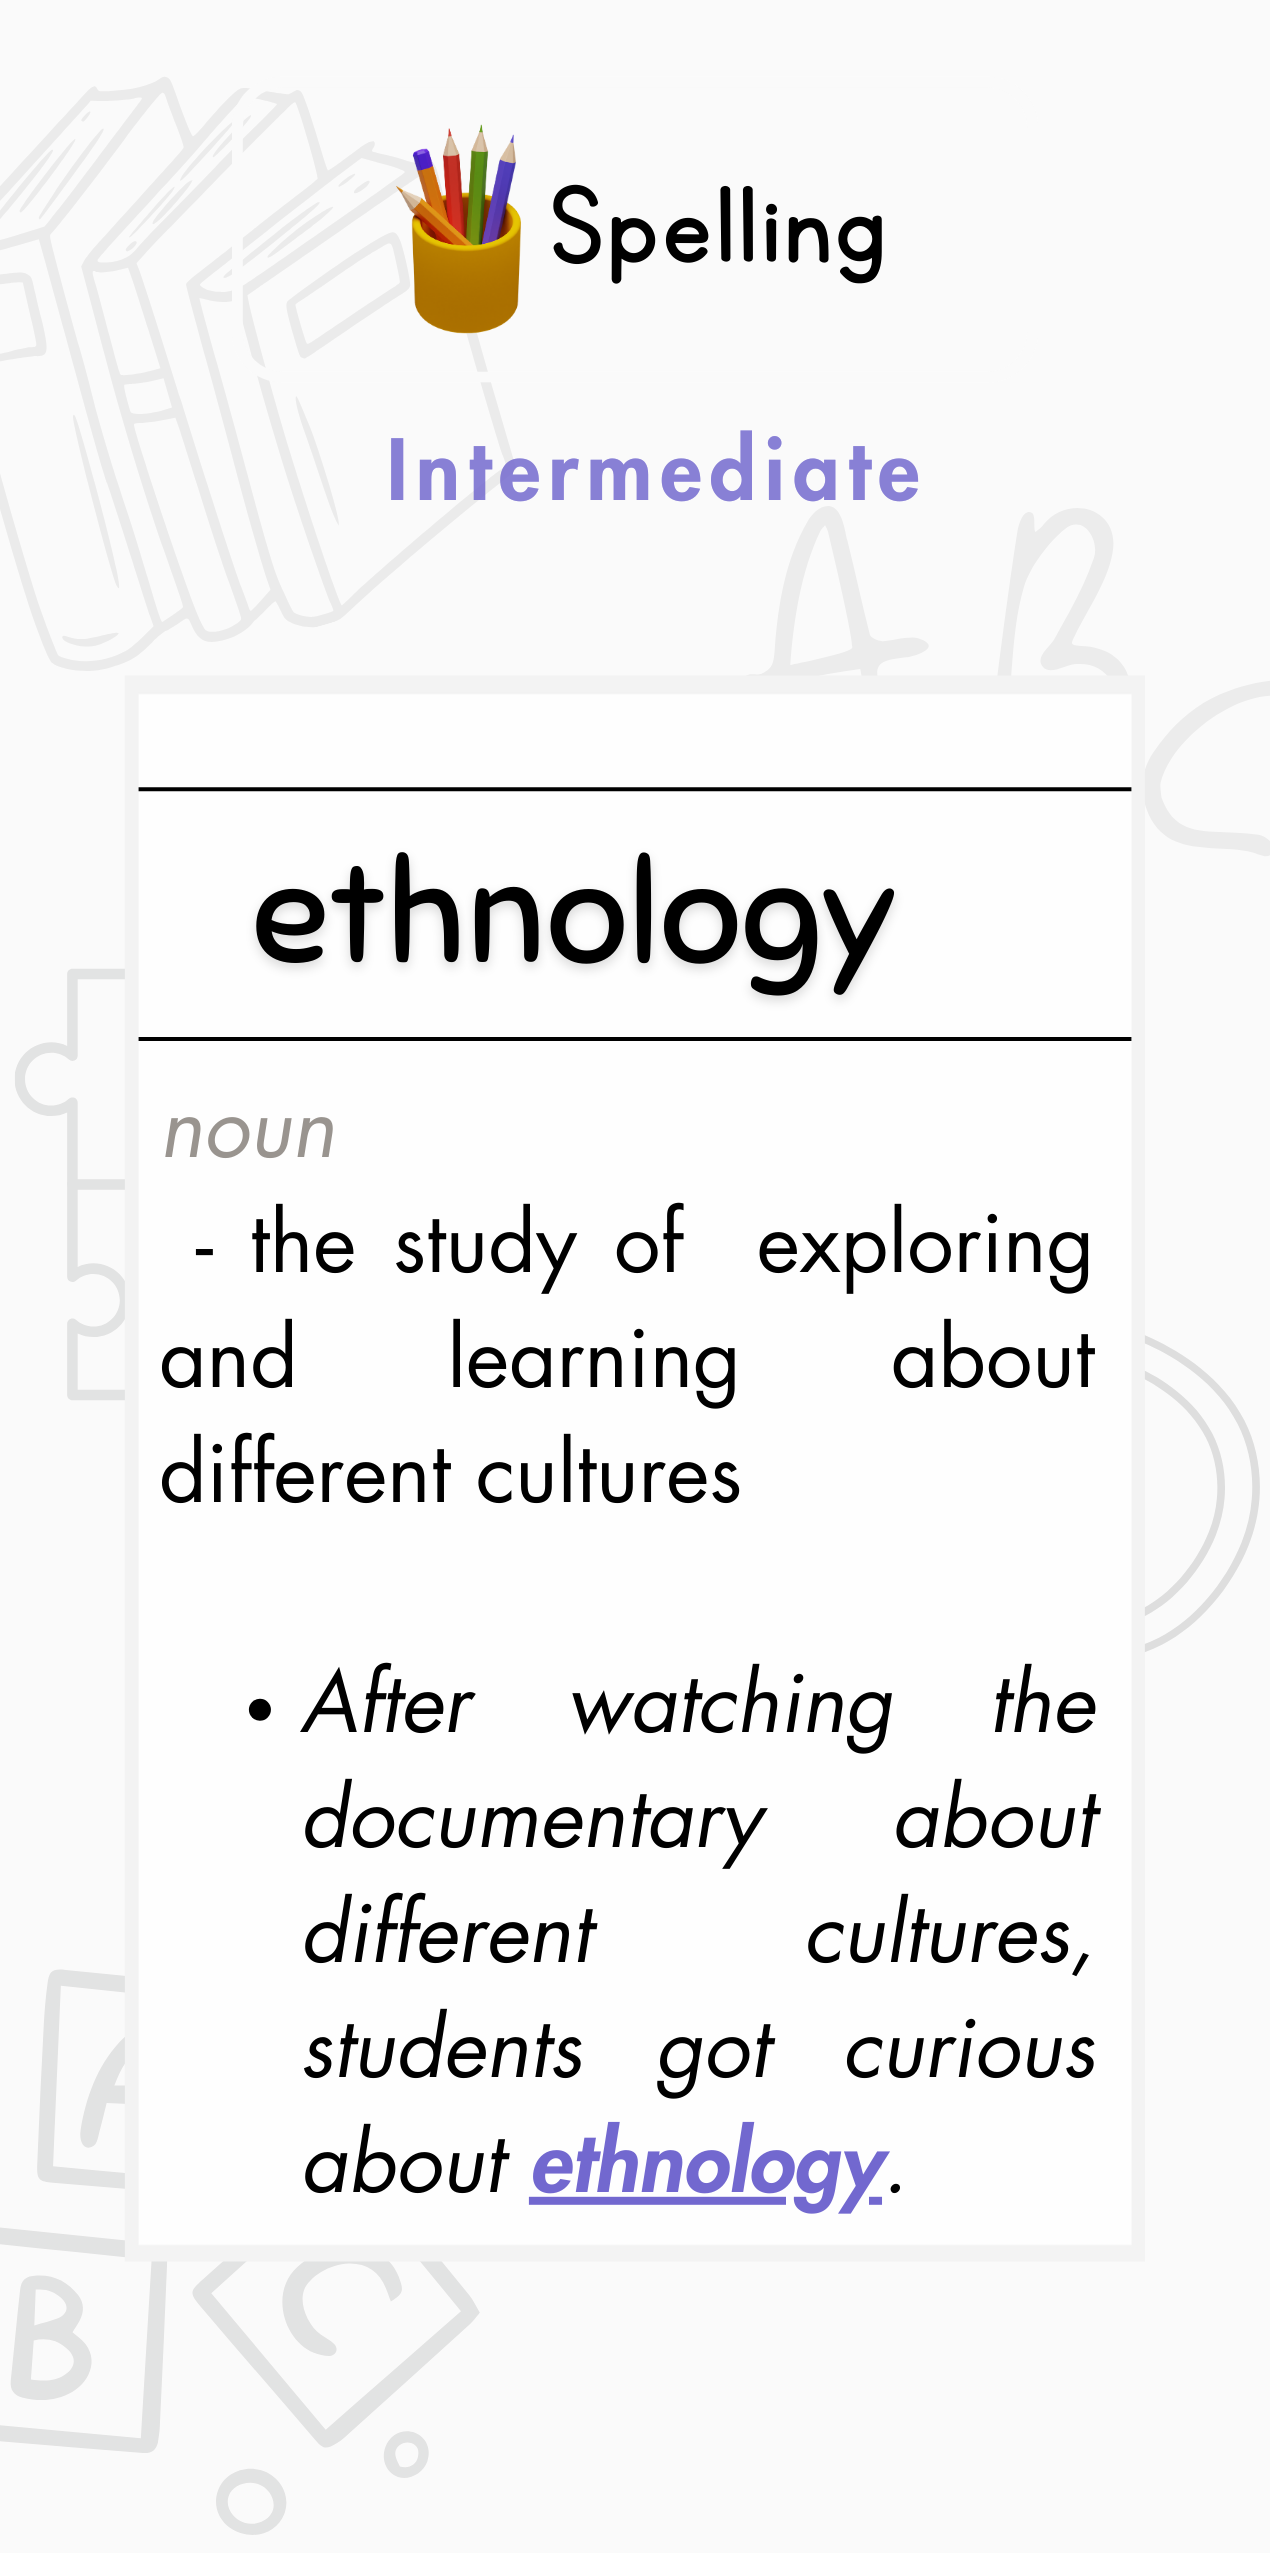 Spelling
Intermediate
A B
ethnology
noun
- the study of exploring
and learning about
different cultures
• After watching the
documentary about
different cultures,
students got curious
about ethnology.
A
B
C